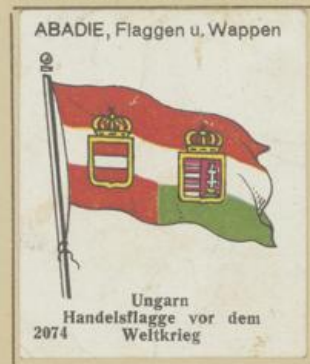 ABADIE, Flaggen u. Wappen
Ungarn
Handelsflagge vor dem
2074 Weltkrieg